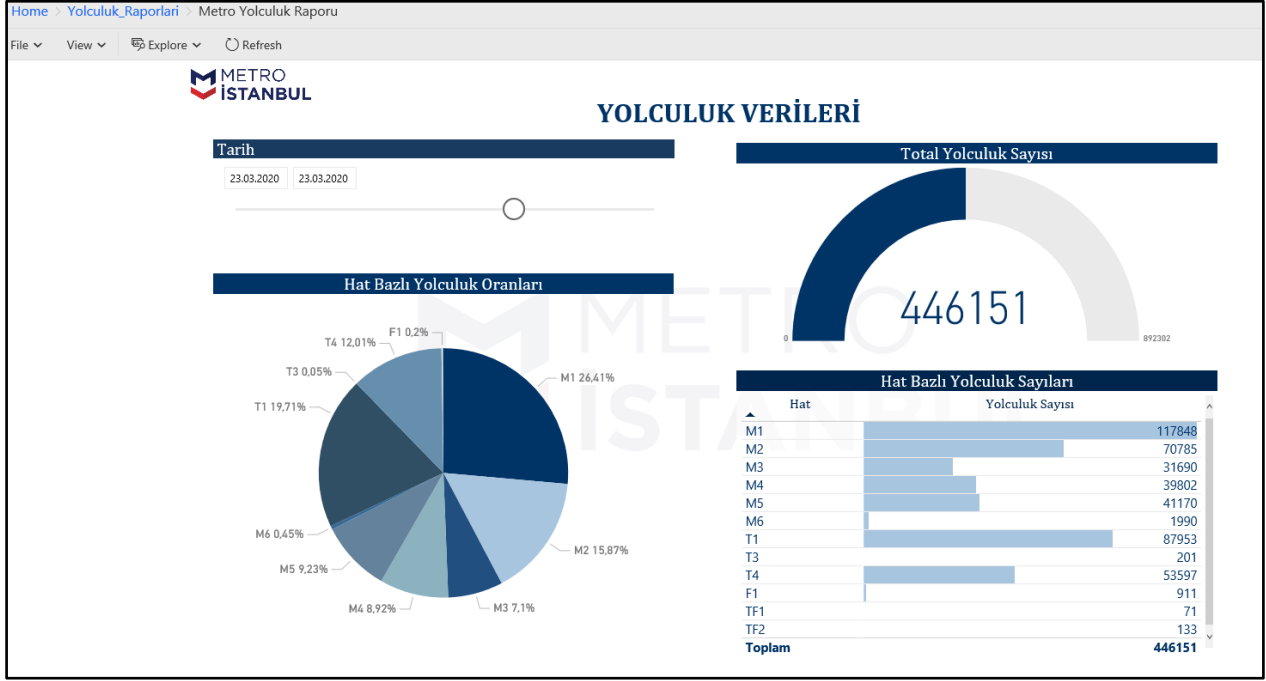 Home > Yolculuk_Raporlari > Metro Yolculuk Raporu
File View Explore Refresh
METRO
İSTANBUL
YOLCULUK VERİLERİ
Tarih
23.03.2020 23.03.2020
Total Yolculuk Sayısı
446151
0
892302
Hat Bazlı Yolculuk Oranları
F1 0,2%
T4 12,01%
T3 0,05%
T1 19,71%
M6 0,45%
M5 9,23%
M4 8,92%
M3 7,1%
M2 15,87%
M1 26,41%
Hat Bazlı Yolculuk Sayıları
Hat Yolculuk Sayısı
M1 117848
M2 70785
M3 31690
M4 39802
M5 41170
M6 1990
T1 87953
T3 201
T4 53597
F1 911
TF1 71
TF2 133
Toplam 446151
METRO
İSTANBUL